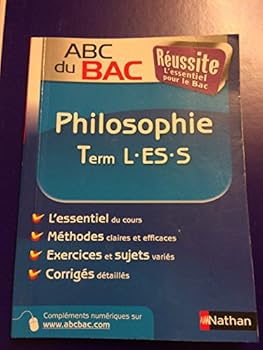 ABC
du BAC
Réussite
L'essentiel
pour le Bac
Philosophie
Term L·ES·S
L'essentiel du cours
Méthodes claires et efficaces
Exercices et sujets variés
Corrigés détaillés
Compléments numériques sur
www.abcbac.com
Nathan